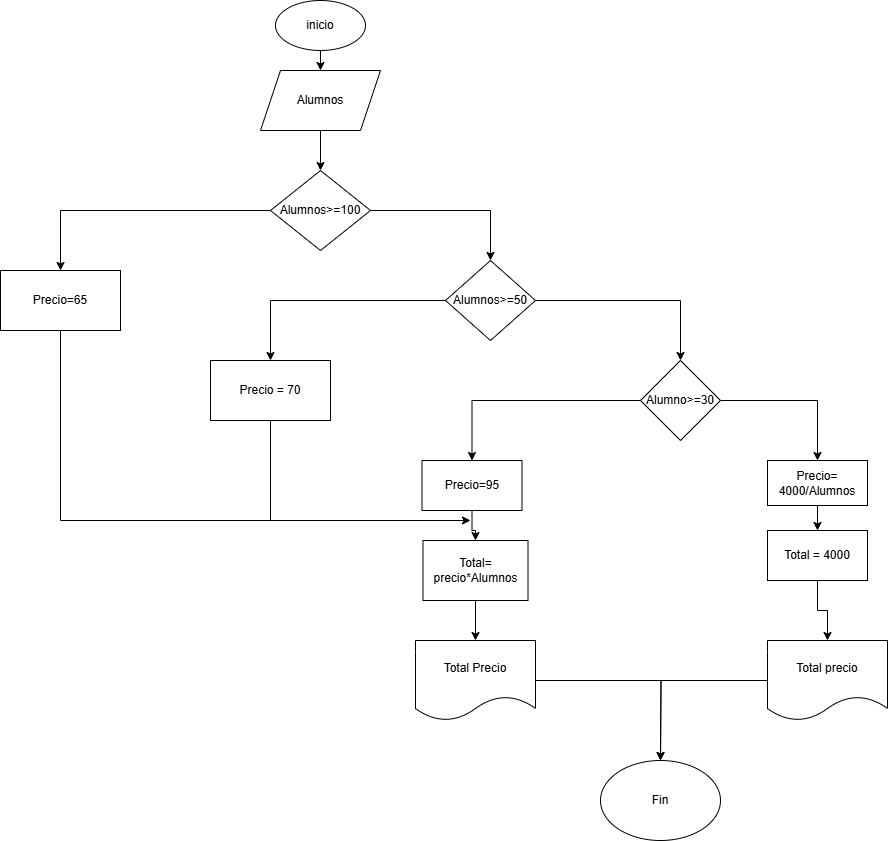 inicio
Alumnos
Alumnos>=100
Precio=65
Alumnos>=50
Precio = 70
Alumno>=30
Precio=95
Precio=
4000/Alumnos
Total=
precio*Alumnos
Total = 4000
Total Precio
Total precio
Fin